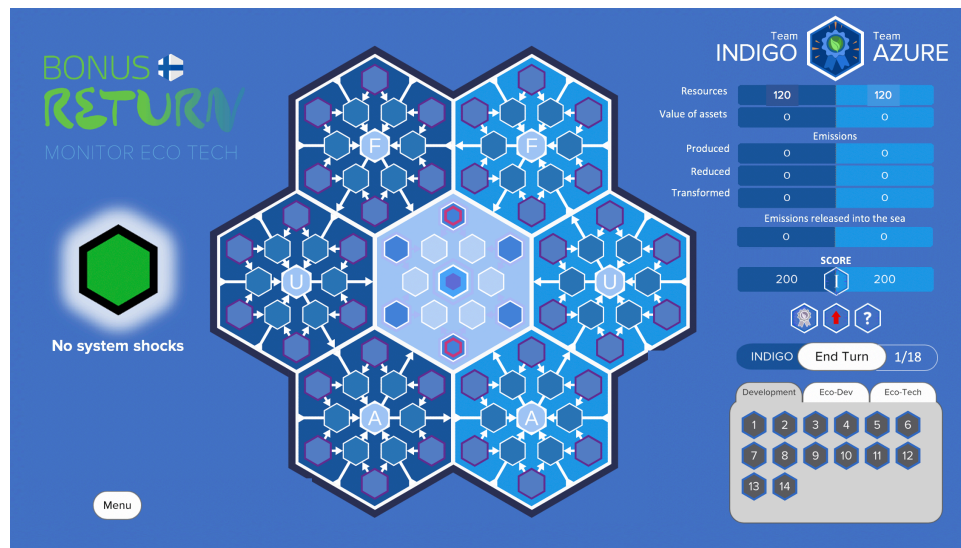 BONUS
RETURN
MONITOR ECO TECH
No system shocks
Menu
F
F
U
U
A
A
Team
INDIGO
Team
AZURE
Resources 120 120
Value of assets 0 0
Emissions
Produced 0 0
Reduced 0 0
Transformed 0 0
Emissions released into the sea
0 0
SCORE
200 200
?
INDIGO End Turn 1/18
Development Eco-Dev Eco-Tech
1 2 3 4 5 6
7 8 9 10 11 12
13 14